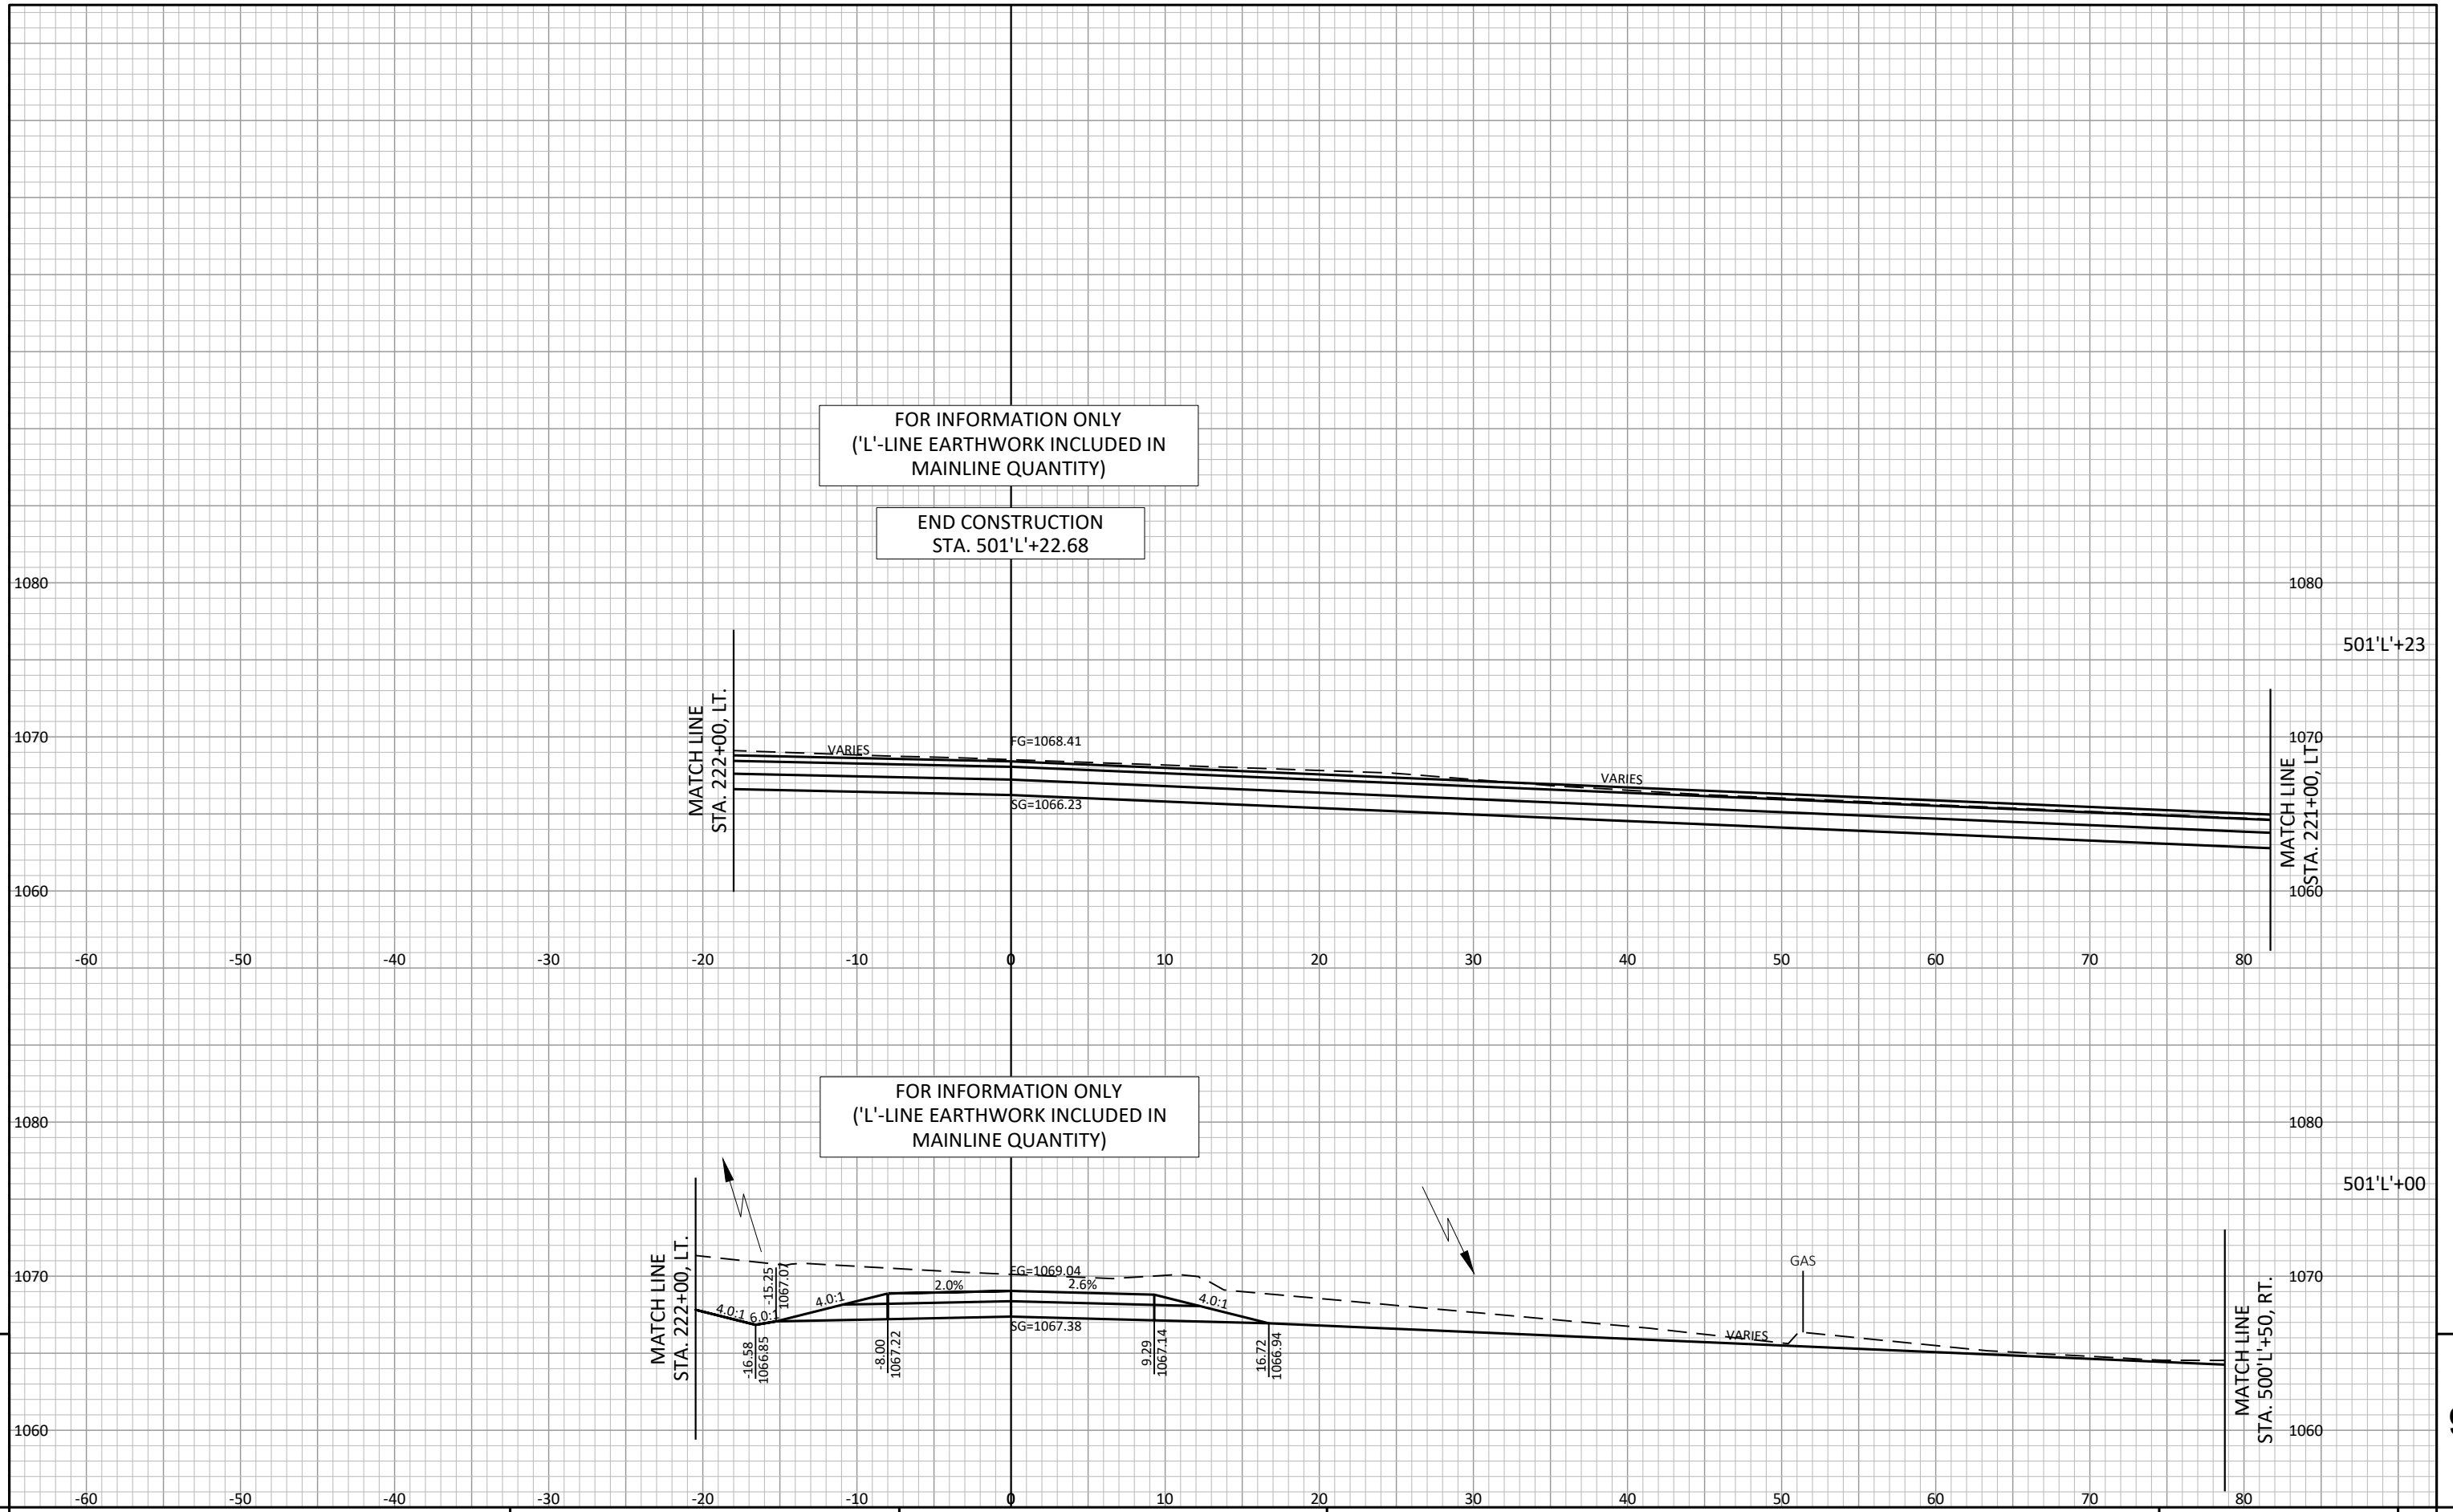 FOR INFORMATION ONLY
('L'-LINE EARTHWORK INCLUDED IN
MAINLINE QUANTITY)
END CONSTRUCTION
STA. 501'L'+22.68
1080
1080
501'L'+23
MATCH LINE
STA. 222+00, LT.
1070
VARIES
FG=1068.41
VARIES
1070
SG=1066.23
MATCH LINE
STA. 221+00, LT.
1060
1060
-60 -50 -40 -30 -20 -10 0 10 20 30 40 50 60 70 80
FOR INFORMATION ONLY
('L'-LINE EARTHWORK INCLUDED IN
MAINLINE QUANTITY)
1080
1080
501'L'+00
MATCH LINE
STA. 222+00, LT.
1070
-15.25
1067.07
FG=1069.04
2.0%
2.6%
GAS
1070
4.0:1
6.0:1
4.0:1
4.0:1
SG=1067.38
VARIES
-16.58
1066.85
-8.00
1067.22
9.29
1067.14
16.72
1066.94
MATCH LINE
STA. 500'L'+50, RT.
1060
1060
-60 -50 -40 -30 -20 -10 0 10 20 30 40 50 60 70 80